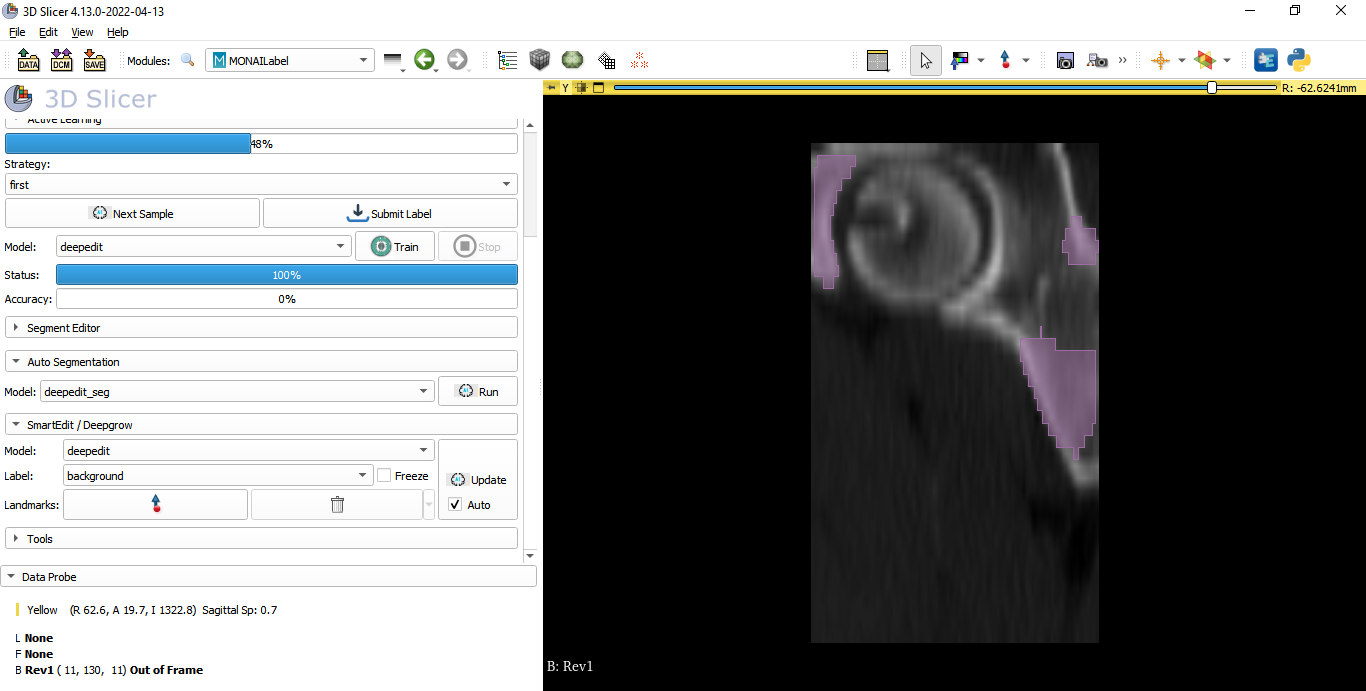 3D Slicer 4.13.0-2022-04-13
File Edit View Help
DATA DCM SAVE Modules: MONAILabel
Y R: -62.6241mm
3D Slicer
Active Learning
48%
Strategy:
first
Next Sample Submit Label
Model: deepedit Train Stop
Status: 100%
Accuracy: 0%
Segment Editor
Auto Segmentation
Model: deepedit_seg Run
SmartEdit / Deepgrow
Model: deepedit
Label: background Freeze Update
Landmarks: Auto
Tools
Data Probe
Yellow (R 62.6, A 19.7, I 1322.8) Sagittal Sp: 0.7
L None
F None
B Rev1 ( 11, 130, 11) Out of Frame
B: Rev1